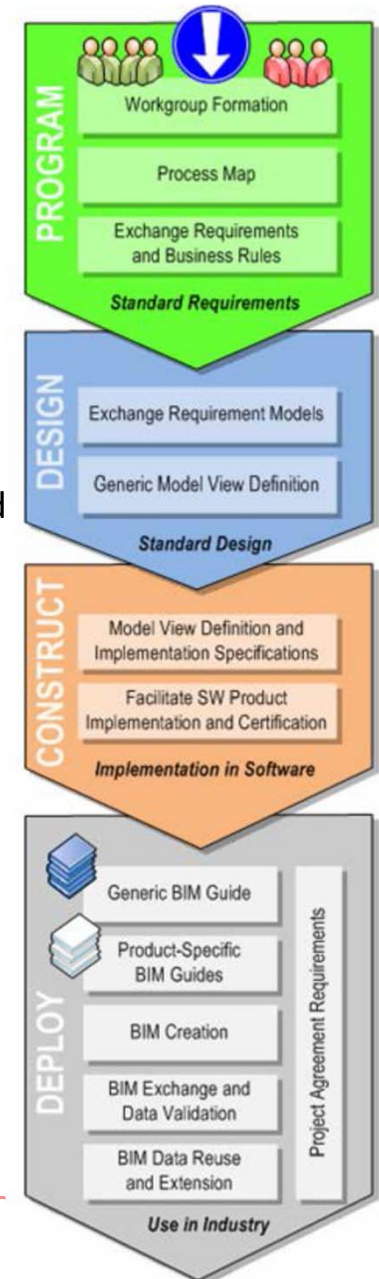 PROGRAM
Workgroup Formation
Process Map
Exchange Requirements
and Business Rules
Standard Requirements
DESIGN
Exchange Requirement Models
Generic Model View Definition
Standard Design
d
CONSTRUCT
Model View Definition and
Implementation Specifications
Facilitate SW Product
Implementation and Certification
Implementation in Software
DEPLOY
Generic BIM Guide
Product-Specific
BIM Guides
BIM Creation
BIM Exchange and
Data Validation
BIM Data Reuse
and Extension
Project Agreement Requirements
Use in Industry